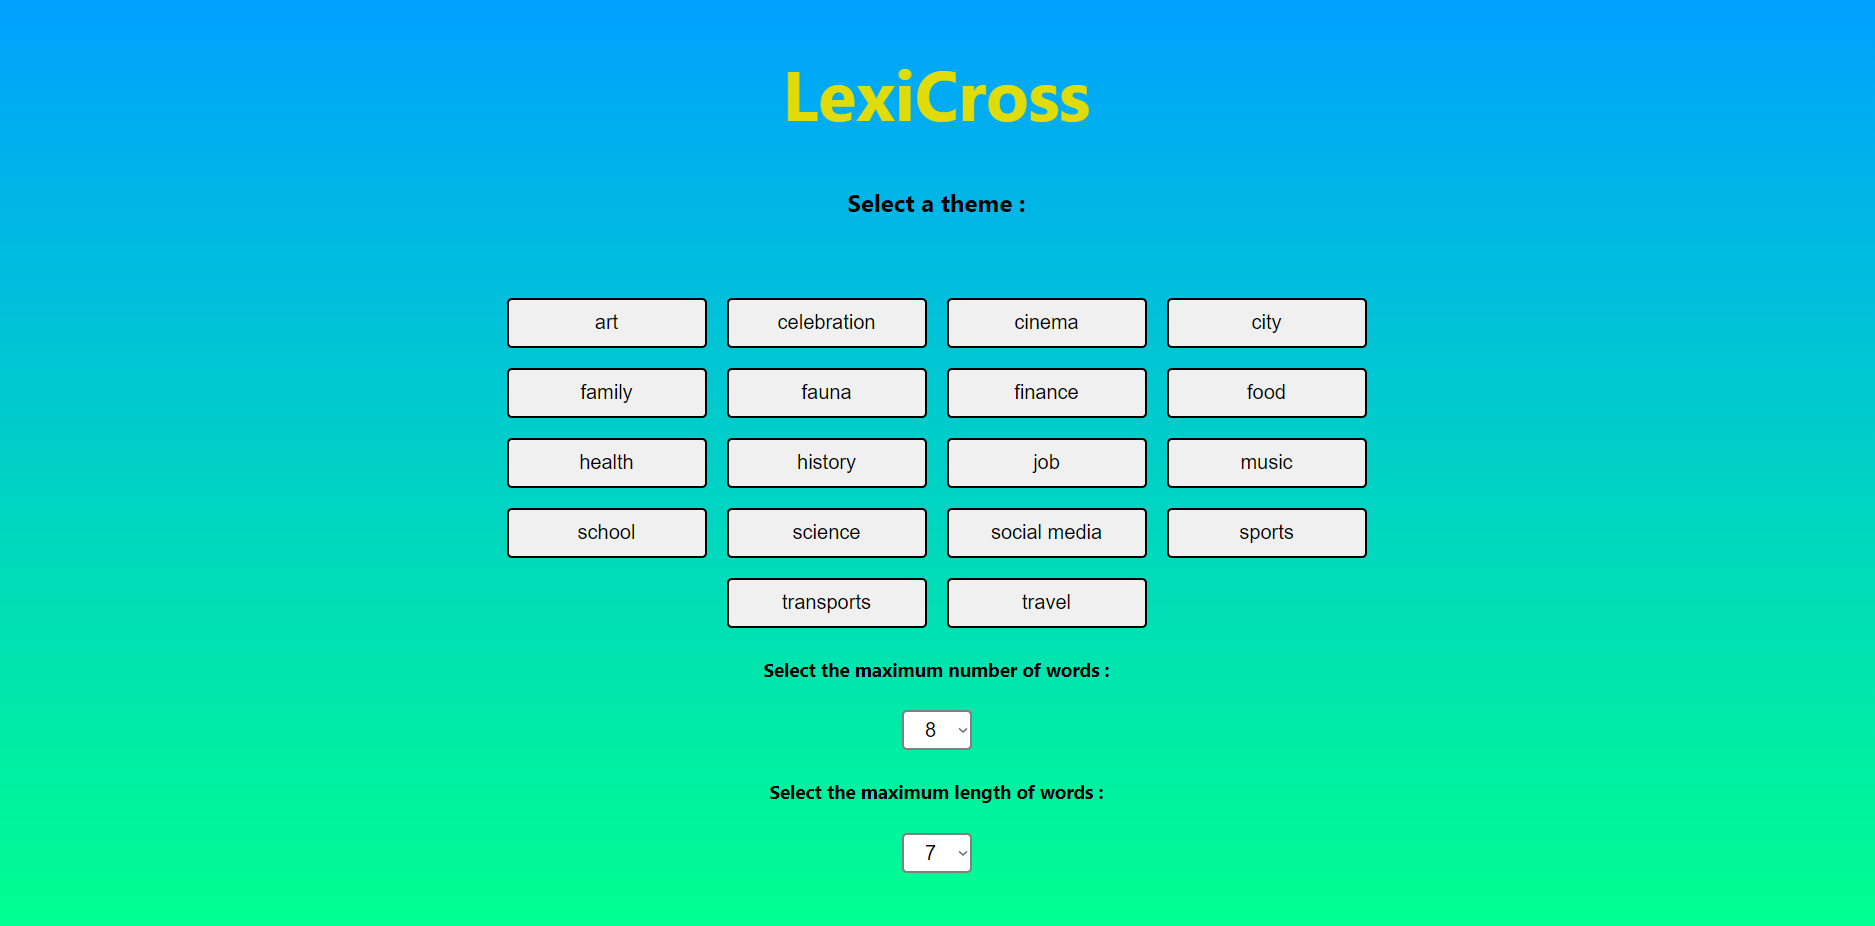 LexiCross
Select a theme :
art celebration cinema city
family fauna finance food
health history job music
school science social media sports
transports travel
Select the maximum number of words :
8
Select the maximum length of words :
7